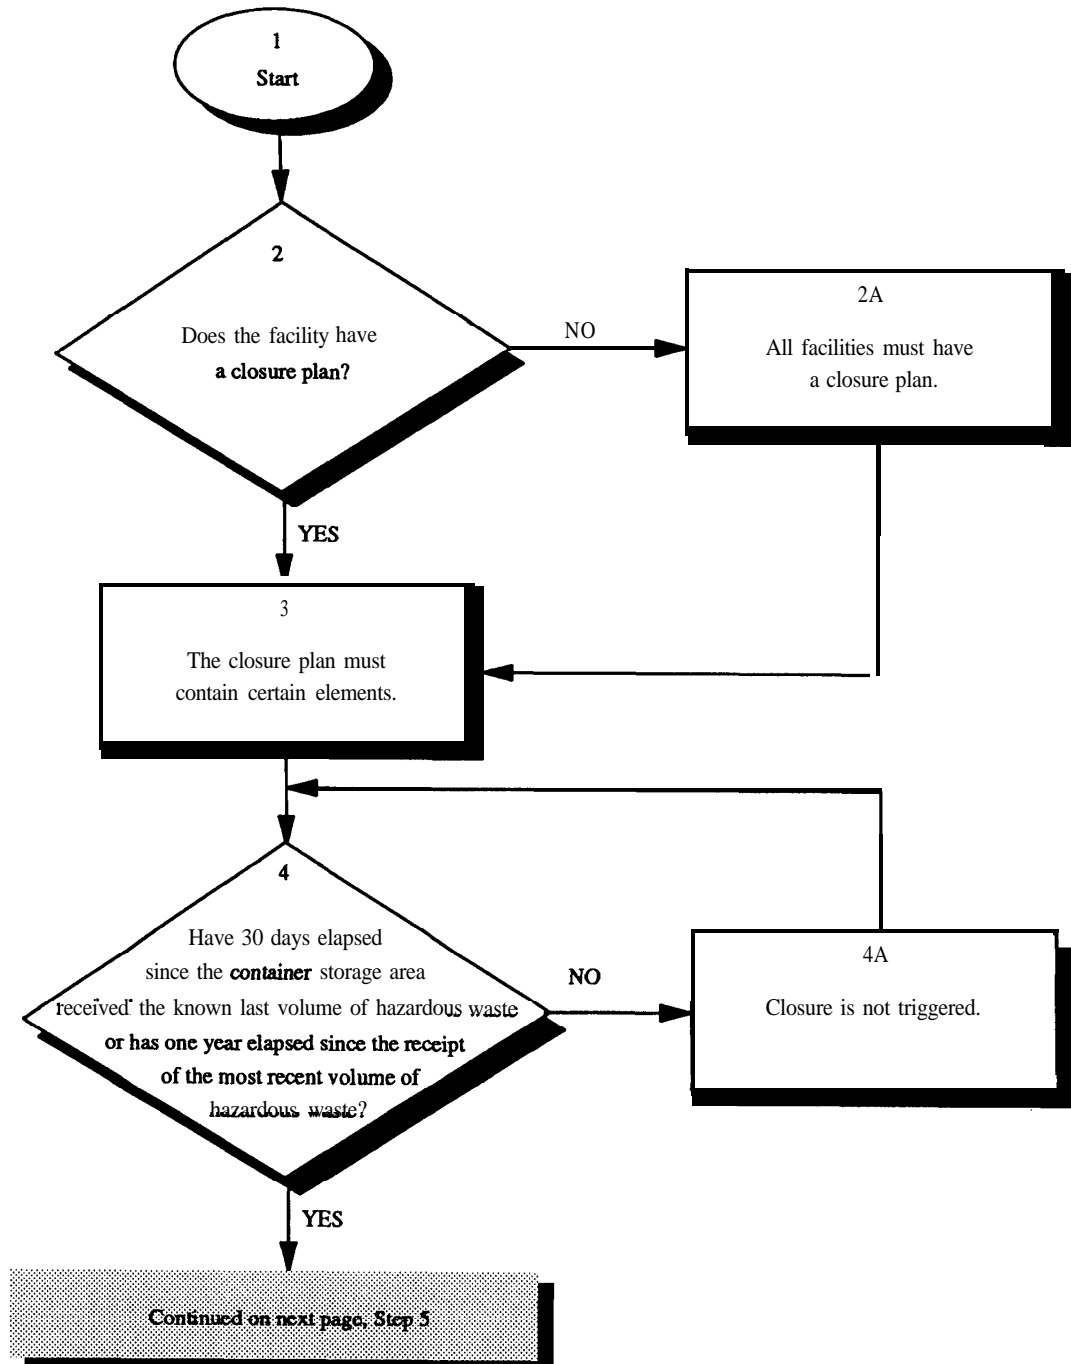 1
Start
2
Does the facility have
a closure plan?
NO
2A
All facilities must have
a closure plan.
YES
3
The closure plan must
contain certain elements.
4
Have 30 days elapsed
since the container storage area
received the known last volume of hazardous waste
or has one year elapsed since the receipt
of the most recent volume of
hazardous waste?
NO
4A
Closure is not triggered.
YES
Continued on next page, Step 5